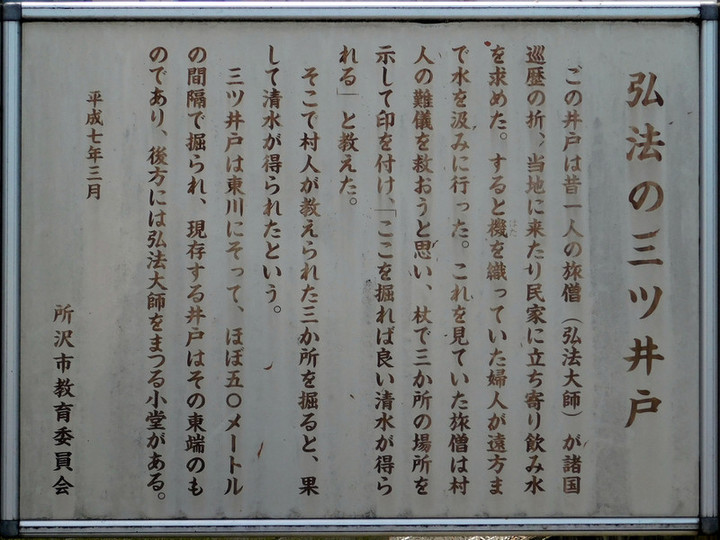 弘法の三ツ井戸
この井戸は昔一人の旅僧（弘法大師）が諸国
巡歴の折、当地に来たり民家に立ち寄り飲み水
を求めた。すると機を織っていた婦人が遠方ま
はた
で水を汲みに行った。これを見ていた旅僧は村
人の難儀を救おうと思い、杖で三か所の場所を
示して印を付け、「ここを掘れば良い清水が得ら
れる」と教えた。
そこで村人が教えられた三か所を掘ると、果
して清水が得られたという。
三ツ井戸は東川にそって、ほぼ五〇メートル
の間隔で掘られ、現存する井戸はその東端のも
のであり、後方には弘法大師をまつる小堂がある。
平成七年三月
所沢市教育委員会